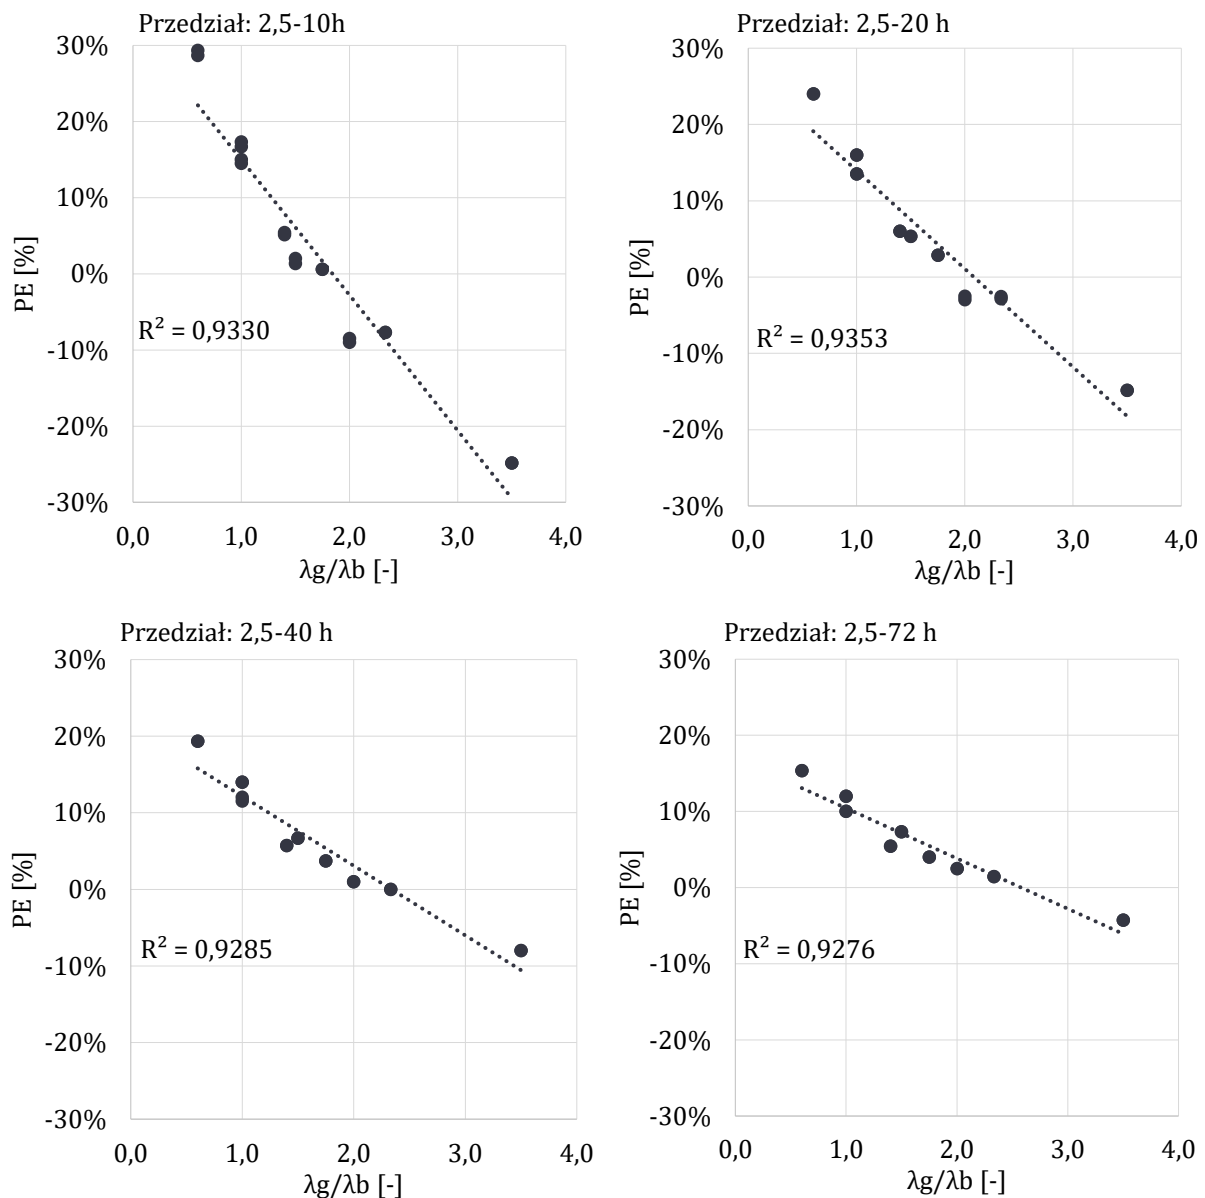 Przedział: 2,5-10h
30%
20%
10%
0%
-10%
-20%
-30%
PE [%]
R² = 0,9330
0,0 1,0 2,0 3,0 4,0
λg/λb [-]
Przedział: 2,5-20 h
30%
20%
10%
0%
-10%
-20%
-30%
PE [%]
R² = 0,9353
0,0 1,0 2,0 3,0 4,0
λg/λb [-]
Przedział: 2,5-40 h
30%
20%
10%
0%
-10%
-20%
-30%
PE [%]
R² = 0,9285
0,0 1,0 2,0 3,0 4,0
λg/λb [-]
Przedział: 2,5-72 h
30%
20%
10%
0%
-10%
-20%
-30%
PE [%]
R² = 0,9276
0,0 1,0 2,0 3,0 4,0
λg/λb [-]